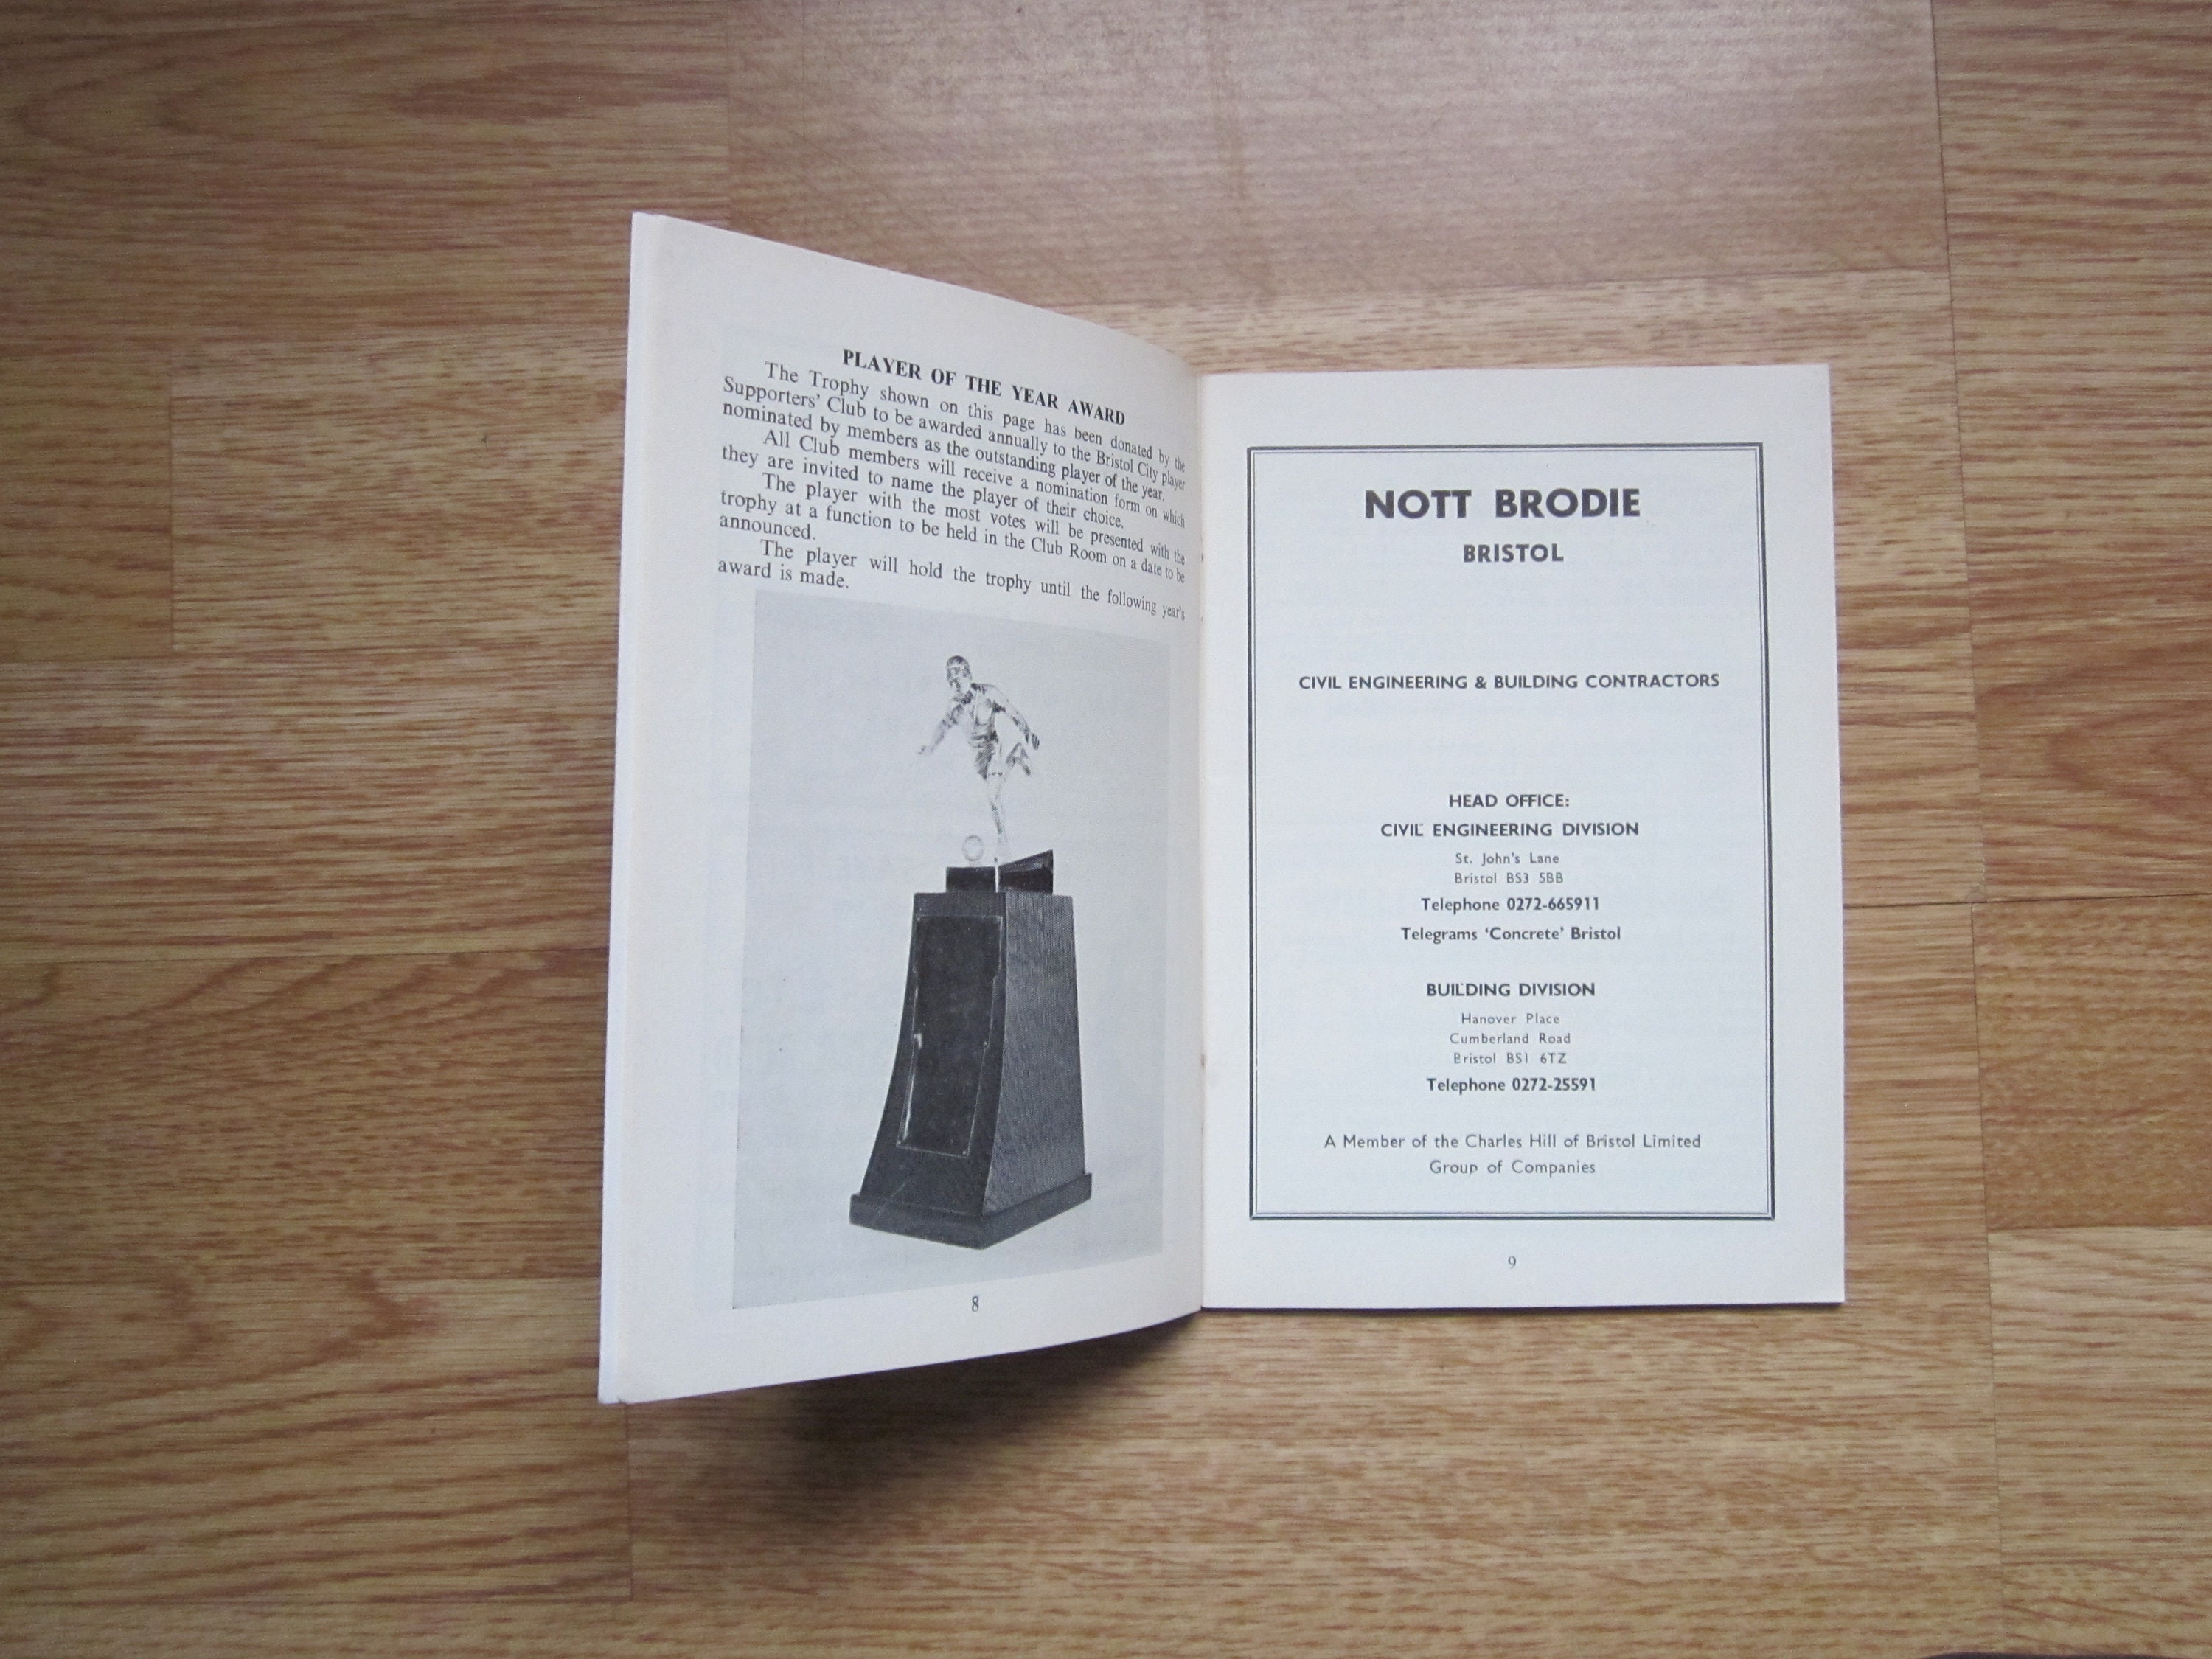 PLAYER OF THE YEAR AWARD
The Trophy shown on this page has been donated by the
Supporters' Club to be awarded annually to the Bristol City player
nominated by members as the outstanding player of the year.
All Club members will receive a nomination form on which
they are invited to name the player of their choice.
The player with the most votes will be presented with the
trophy at a function to be held in the Club Room on a date to be
announced.
The player will hold the trophy until the following year's
award is made.
8
NOTT BRODIE
BRISTOL
CIVIL ENGINEERING & BUILDING CONTRACTORS
HEAD OFFICE:
CIVIL ENGINEERING DIVISION
St. John's Lane
Bristol BS3 5BB
Telephone 0272-665911
Telegrams 'Concrete' Bristol
BUILDING DIVISION
Hanover Place
Cumberland Road
Bristol BS1 6TZ
Telephone 0272-25591
A Member of the Charles Hill of Bristol Limited
Group of Companies
9